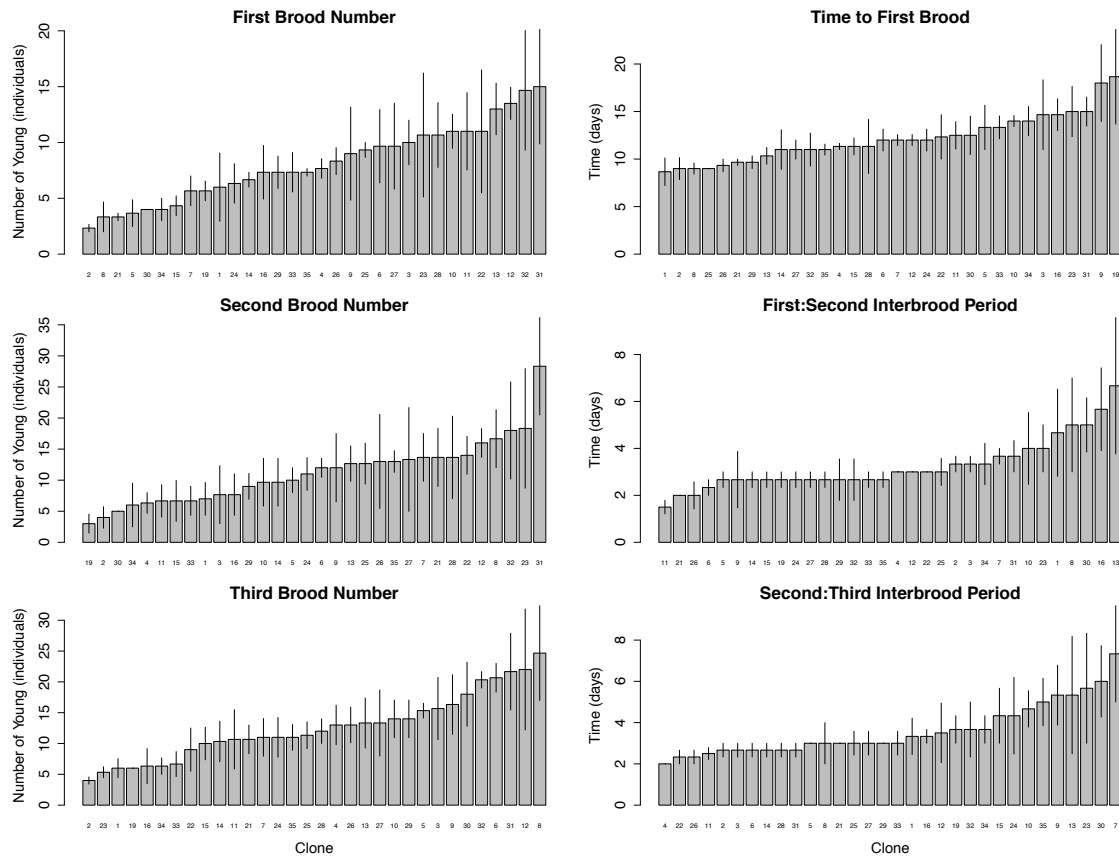 First Brood Number
Number of Young (individuals)
20
15
10
5
0
2 8 21 5 30 34 15 7 19 1 24 14 16 29 33 35 4 26 9 25 6 27 3 23 28 10 11 22 13 12 32 31
Time to First Brood
Time (days)
20
15
10
5
0
1 2 8 25 26 21 29 13 14 27 32 35 4 15 28 6 7 12 24 22 11 30 5 33 10 34 3 16 23 31 9 19
Second Brood Number
Number of Young (individuals)
35
30
25
20
15
10
5
0
19 2 30 34 4 11 15 33 1 3 16 29 10 14 5 24 6 9 13 25 26 35 27 7 21 28 22 12 8 32 23 31
First:Second Interbrood Period
Time (days)
8
6
4
2
0
11 21 26 6 5 9 14 15 19 24 27 28 29 32 33 35 4 12 22 25 2 3 34 7 31 10 23 1 8 30 16 13
Third Brood Number
Number of Young (individuals)
30
25
20
15
10
5
0
2 23 1 19 16 34 33 22 15 14 11 21 7 24 35 25 28 4 26 13 27 10 29 5 3 9 30 32 6 31 12 8
Clone
Second:Third Interbrood Period
Time (days)
8
6
4
2
0
4 22 26 11 2 3 6 14 28 31 5 8 21 25 27 29 33 1 16 12 19 32 34 15 24 10 35 9 13 23 30 7
Clone